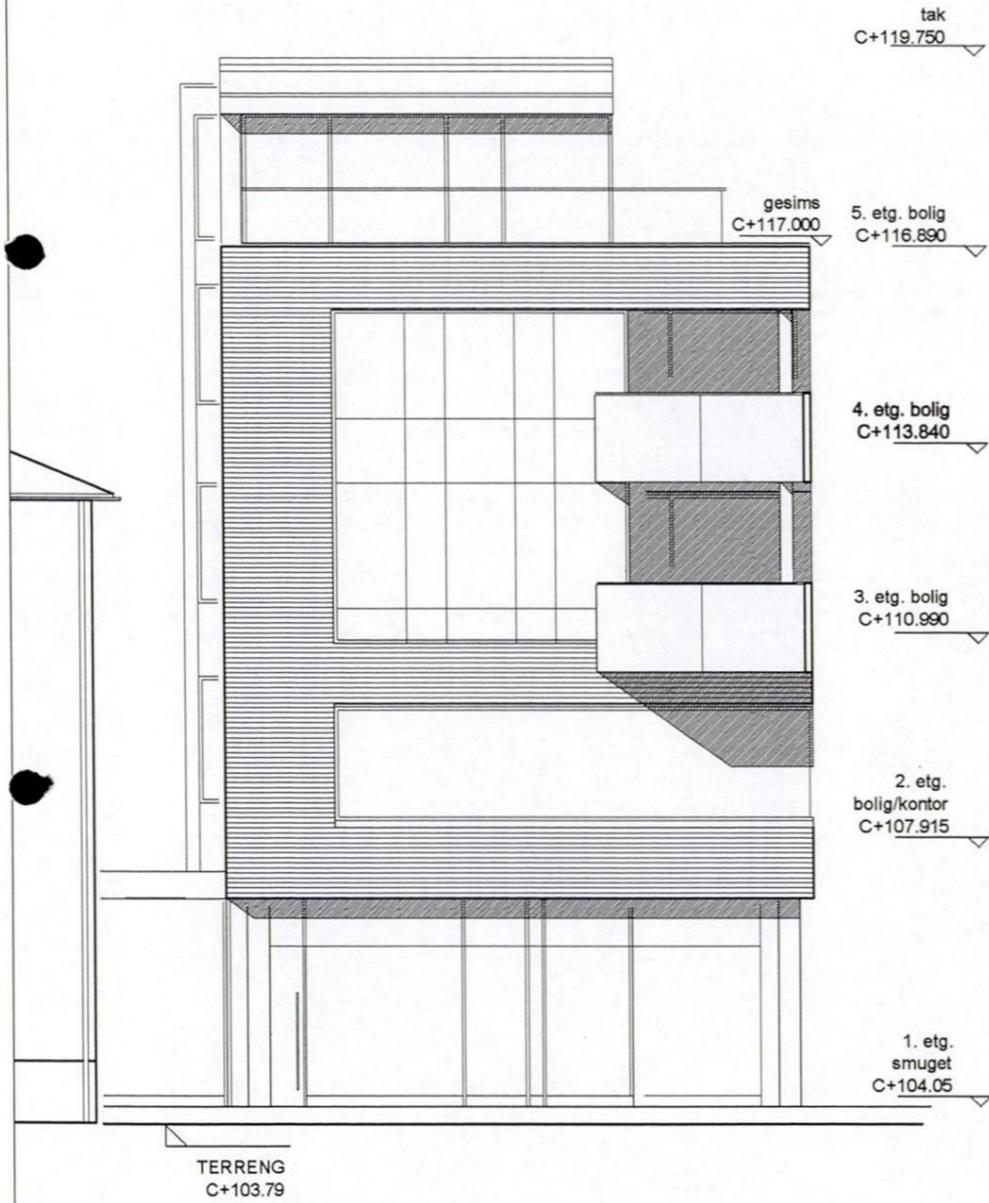 tak
C+119.750
gesims
C+117.000
5. etg. bolig
C+116.890
4. etg. bolig
C+113.840
3. etg. bolig
C+110.990
2. etg.
bolig/kontor
C+107.915
1. etg.
smuget
C+104.05
TERRENG
C+103.79